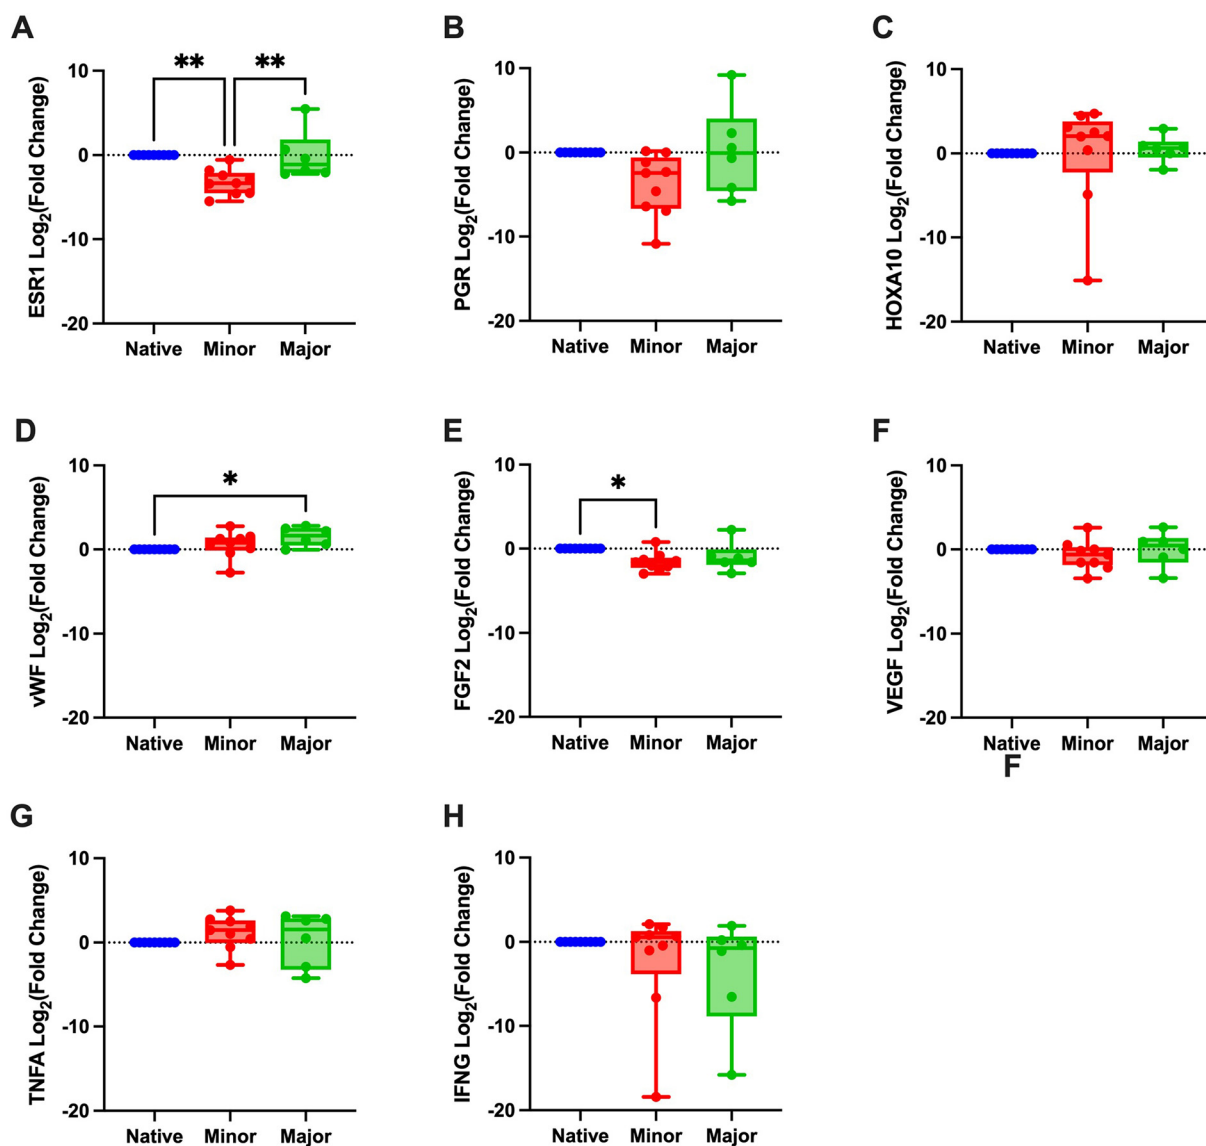 A
ESR1 Log2(Fold Change)
10
0
-10
-20
**
**
Native Minor Major
B
PGR Log2(Fold Change)
10
0
-10
-20
Native Minor Major
C
HOXA10 Log2(Fold Change)
10
0
-10
-20
Native Minor Major
D
vWF Log2(Fold Change)
10
0
-10
-20
*
Native Minor Major
E
FGF2 Log2(Fold Change)
10
0
-10
-20
*
Native Minor Major
F
VEGF Log2(Fold Change)
10
0
-10
-20
Native Minor Major
F
G
TNFA Log2(Fold Change)
10
0
-10
-20
Native Minor Major
H
IFNG Log2(Fold Change)
10
0
-10
-20
Native Minor Major